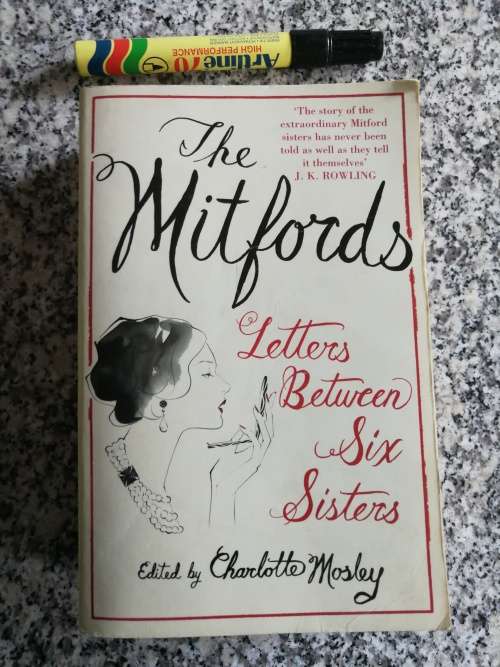 Artline 70
HIGH PERFORMANCE
'The story of the
extraordinary Mitford
sisters has never been
told as well as they tell
it themselves'
J. K. ROWLING
The
Mitfords
Letters
Between
Six
Sisters
Edited by Charlotte Mosley